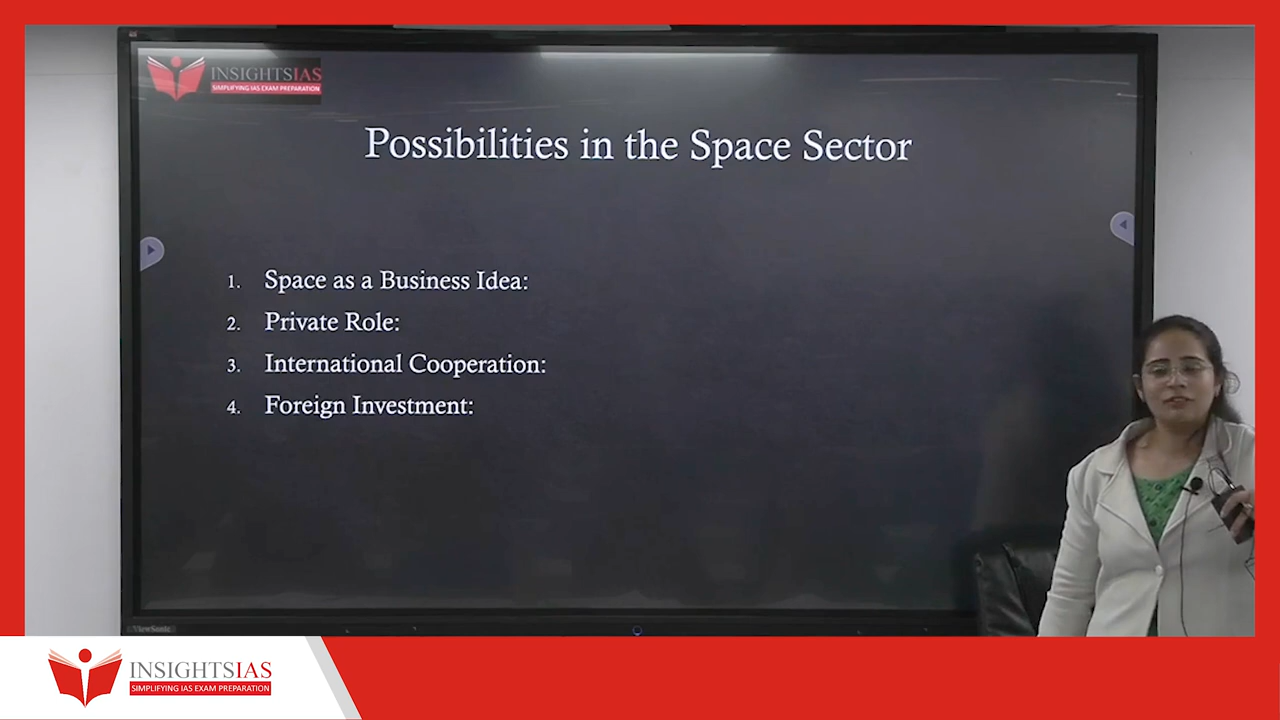 INSIGHTSIAS
SIMPLIFYING IAS EXAM PREPARATION
Possibilities in the Space Sector
1. Space as a Business Idea:
2. Private Role:
3. International Cooperation:
4. Foreign Investment:
ViewSonic
INSIGHTSIAS
SIMPLIFYING IAS EXAM PREPARATION